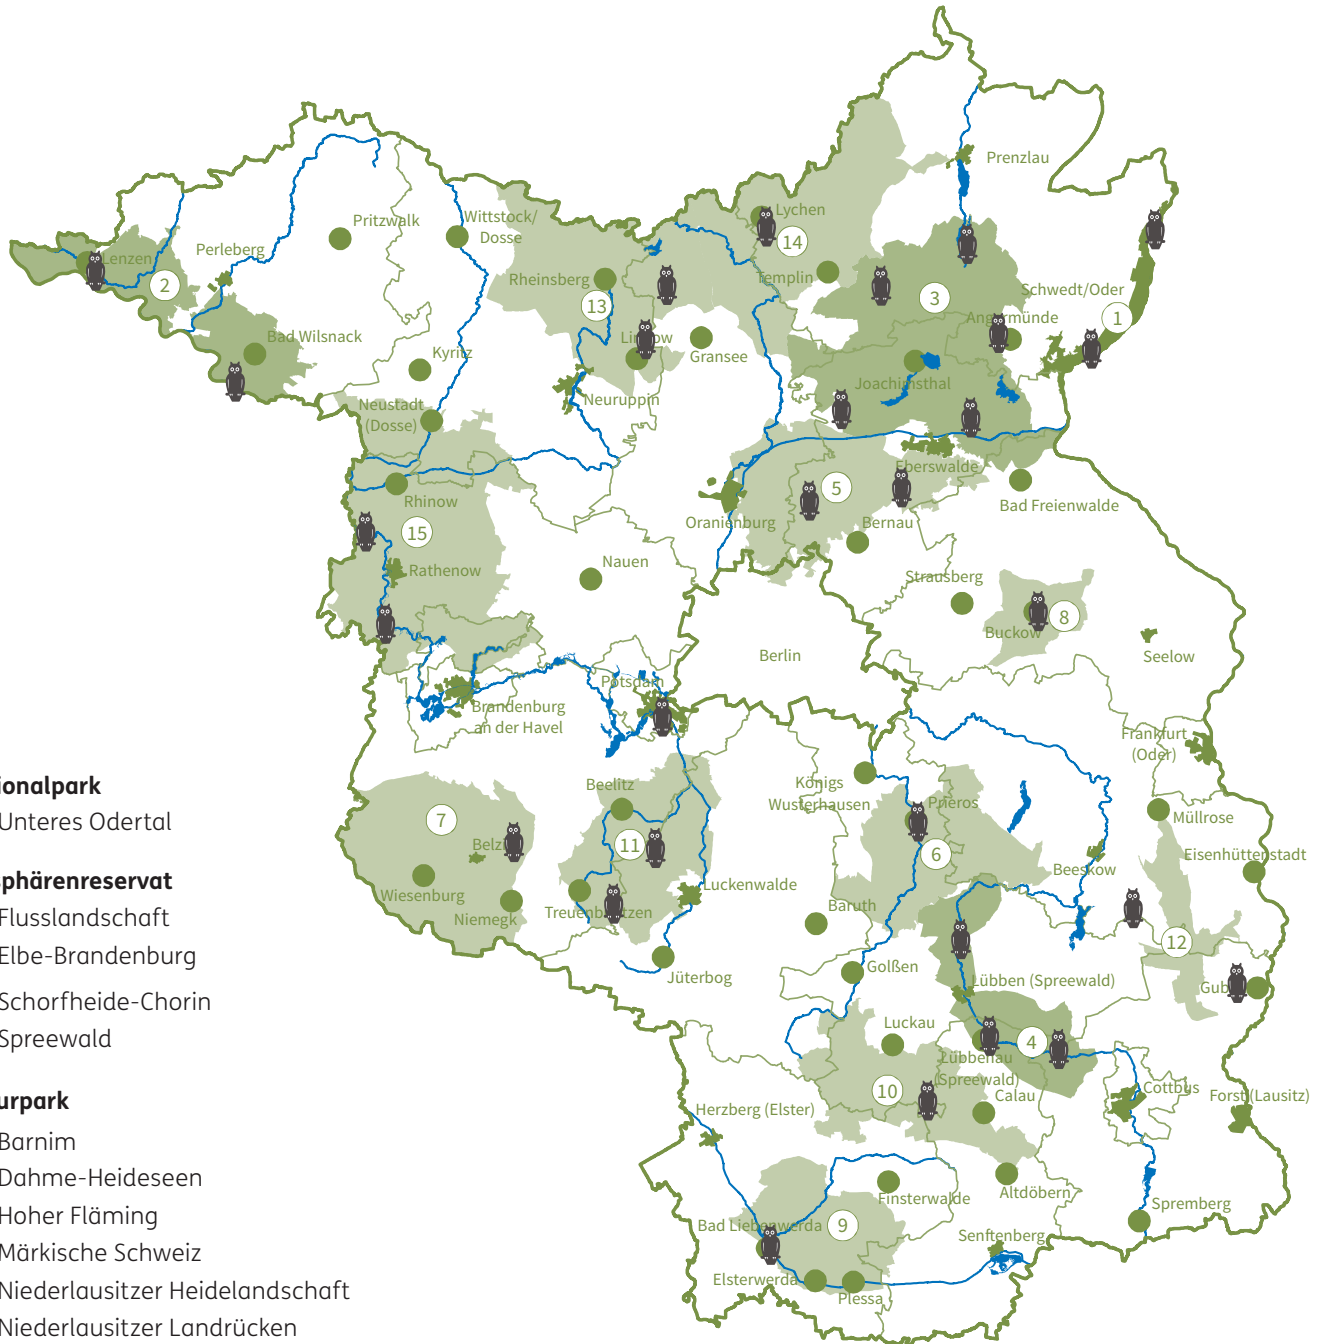 Prenzlau
Lychen
14
Pritzwalk
Wittstock/
Dosse
Perleberg
Lenzen
2
Rheinsberg
13
Templin
3
Schwedt/Oder
1
Angermünde
Bad Wilsnack
Gransee
Kyritz
Joachimsthal
Neuruppin
Neustadt
(Dosse)
Eberswalde
5
Rhinow
Oranienburg
Bernau
Bad Freienwalde
15
Rathenow
Nauen
Strausberg
8
Buckow
Seelow
Berlin
Potsdam
Brandenburg
an der Havel
Frankfurt
(Oder)
ionalpark
Unteres Odertal
Beelitz
Königs
Wusterhausen
Prieros
Müllrose
7
11
6
Eisenhüttenstadt
Beeskow
sphärenreservat
Flusslandschaft
Elbe-Brandenburg
Schorfheide-Chorin
Spreewald
Wiesenburg
Niemegk
Luckenwalde
Baruth
12
Jüterbog
Golßen
Lübben (Spreewald)
Luckau
4
Lübbenau
(Spreewald)
Calau
10
Cottbus
Forst (Lausitz)
Herzberg (Elster)
urpark
Barnim
Dahme-Heideseen
Hoher Fläming
Märkische Schweiz
Niederlausitzer Heidelandschaft
Niederlausitzer Landrücken
Finsterwalde
Altdöbern
Spremberg
Bad Liebenwerda
9
Senftenberg
Elsterwerda
Plessa